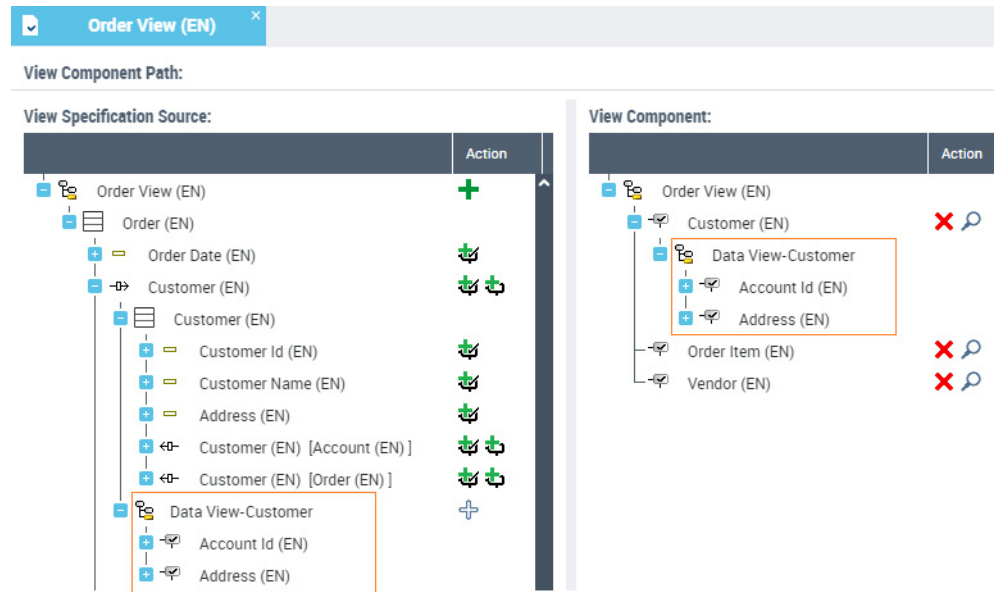 Order View (EN)
View Component Path:
View Specification Source:
Action
Order View (EN)
Order (EN)
Order Date (EN)
Customer (EN)
Customer (EN)
Customer Id (EN)
Customer Name (EN)
Address (EN)
Customer (EN) [Account (EN) ]
Customer (EN) [Order (EN) ]
Data View-Customer
Account Id (EN)
Address (EN)
View Component:
Action
Order View (EN)
Customer (EN)
Data View-Customer
Account Id (EN)
Address (EN)
Order Item (EN)
Vendor (EN)